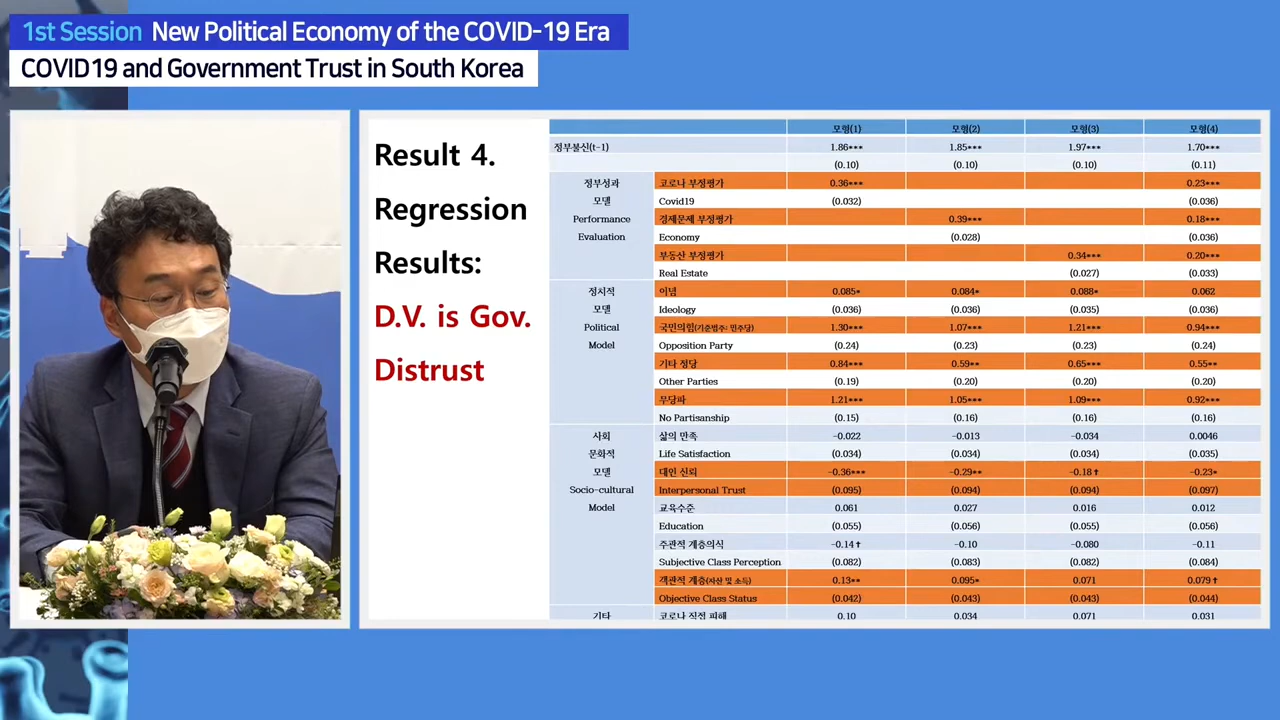 1st Session New Political Economy of the COVID-19 Era
COVID19 and Government Trust in South Korea
Result 4.
Regression
Results:
D.V. is Gov.
Distrust
모형(1) 모형(2) 모형(3) 모형(4)
정부불신(t-1) 1.86*** 1.85*** 1.97*** 1.70***
(0.10) (0.10) (0.10) (0.11)
정부성과 코로나 부정평가 0.36*** 0.23***
모델 Covid19 (0.032) (0.036)
Performance 경제문제 부정평가 0.39*** 0.18***
Evaluation Economy (0.028) (0.036)
부동산 부정평가 0.34*** 0.20***
Real Estate (0.027) (0.033)
정치적 이념 0.085* 0.084* 0.088* 0.062
모델 Ideology (0.036) (0.036) (0.035) (0.036)
Political 국민의힘(기준범주: 민주당) 1.30*** 1.07*** 1.21*** 0.94***
Model Opposition Party (0.24) (0.23) (0.23) (0.24)
기타 정당 0.84*** 0.59** 0.65*** 0.55**
Other Parties (0.19) (0.20) (0.20) (0.20)
무당파 1.21*** 1.05*** 1.09*** 0.92***
No Partisanship (0.15) (0.16) (0.16) (0.16)
사회 삶의 만족 -0.022 -0.013 -0.034 0.0046
문화적 Life Satisfaction (0.034) (0.034) (0.034) (0.035)
모델 대인 신뢰 -0.36*** -0.29** -0.18† -0.23*
Socio-cultural Interpersonal Trust (0.095) (0.094) (0.094) (0.097)
Model 교육수준 0.061 0.027 0.016 0.012
Education (0.055) (0.056) (0.055) (0.056)
주관적 계층의식 -0.14† -0.10 -0.080 -0.11
Subjective Class Perception (0.082) (0.083) (0.082) (0.084)
객관적 계층(자산 및 소득) 0.13** 0.095* 0.071 0.079†
Objective Class Status (0.042) (0.043) (0.043) (0.044)
기타 코로나 직접 피해 0.10 0.034 0.071 0.031